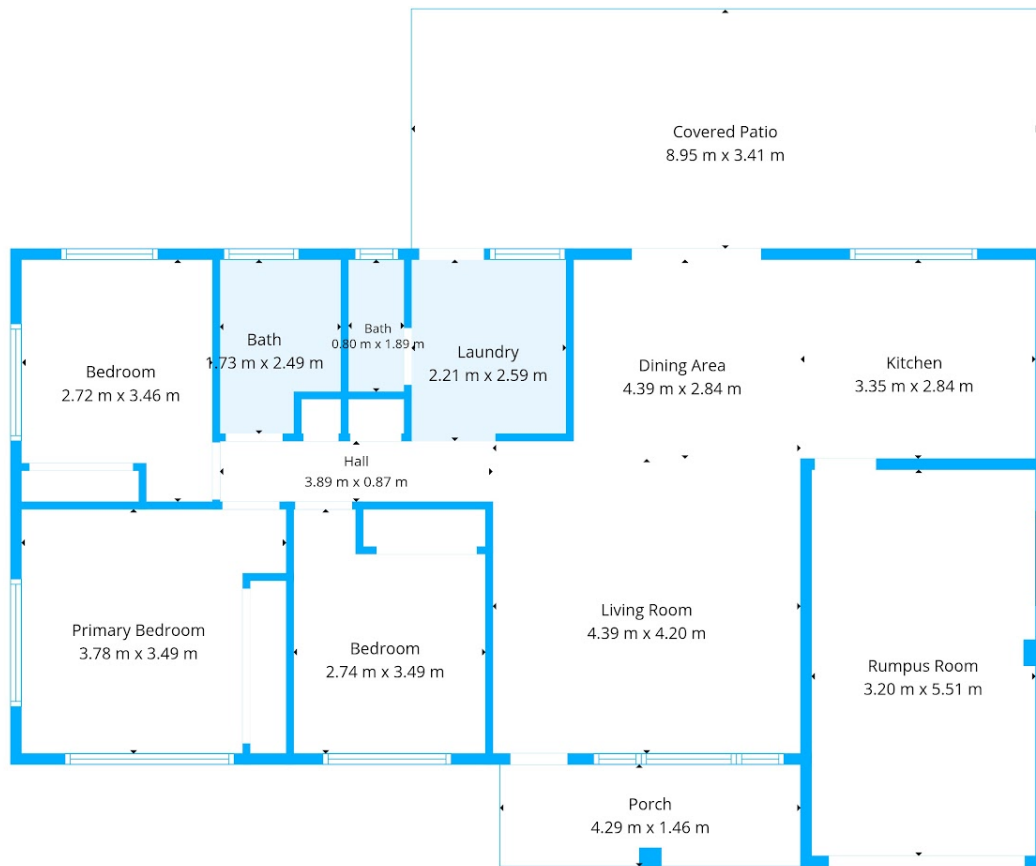 Covered Patio
8.95 m x 3.41 m
Bedroom
2.72 m x 3.46 m
Bath
1.73 m x 2.49 m
Bath
0.80 m x 1.89 m
Laundry
2.21 m x 2.59 m
Dining Area
4.39 m x 2.84 m
Kitchen
3.35 m x 2.84 m
Hall
3.89 m x 0.87 m
Primary Bedroom
3.78 m x 3.49 m
Bedroom
2.74 m x 3.49 m
Living Room
4.39 m x 4.20 m
Rumpus Room
3.20 m x 5.51 m
Porch
4.29 m x 1.46 m